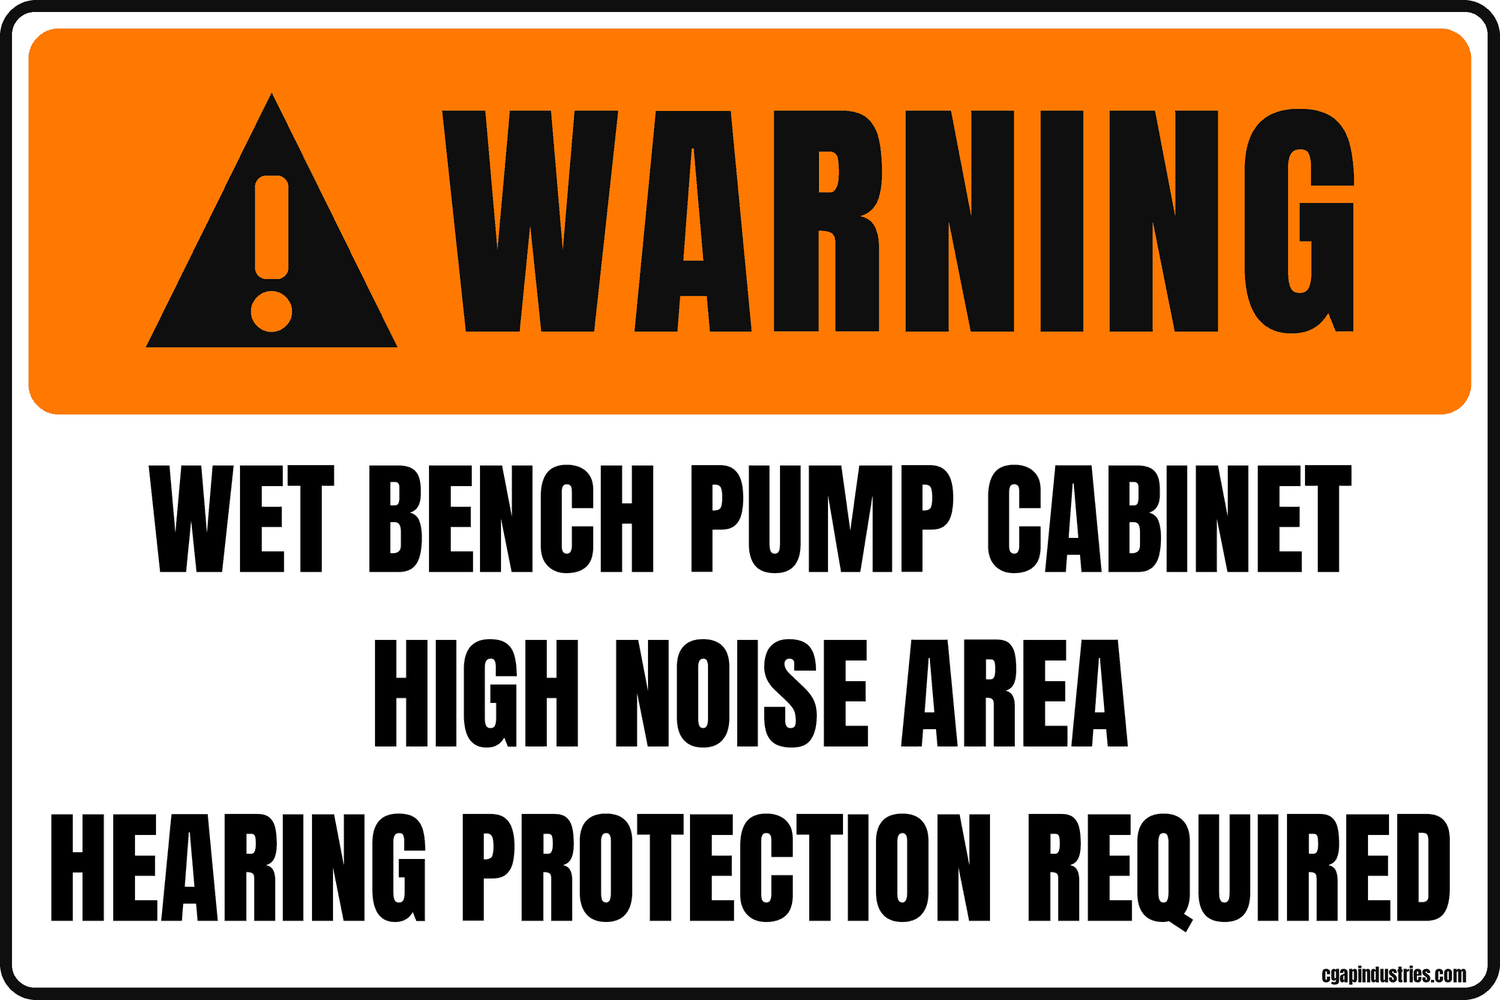 WARNING
WET BENCH PUMP CABINET
HIGH NOISE AREA
HEARING PROTECTION REQUIRED
cgapindustries.com